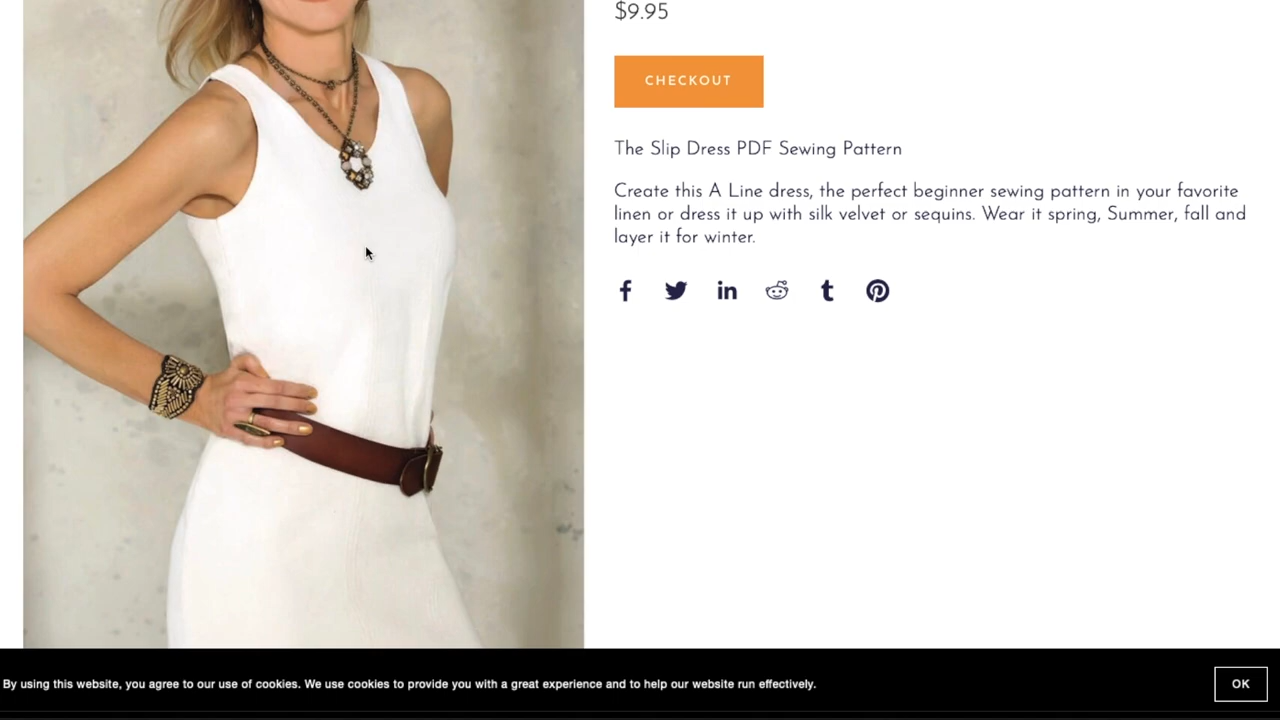 $9.95
CHECKOUT
The Slip Dress PDF Sewing Pattern
Create this A Line dress, the perfect beginner sewing pattern in your favorite
linen or dress it up with silk velvet or sequins. Wear it spring, Summer, fall and
layer it for winter.
By using this website, you agree to our use of cookies. We use cookies to provide you with a great experience and to help our website run effectively.
OK